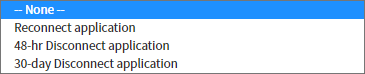 -- None --
Reconnect application
48-hr Disconnect application
30-day Disconnect application